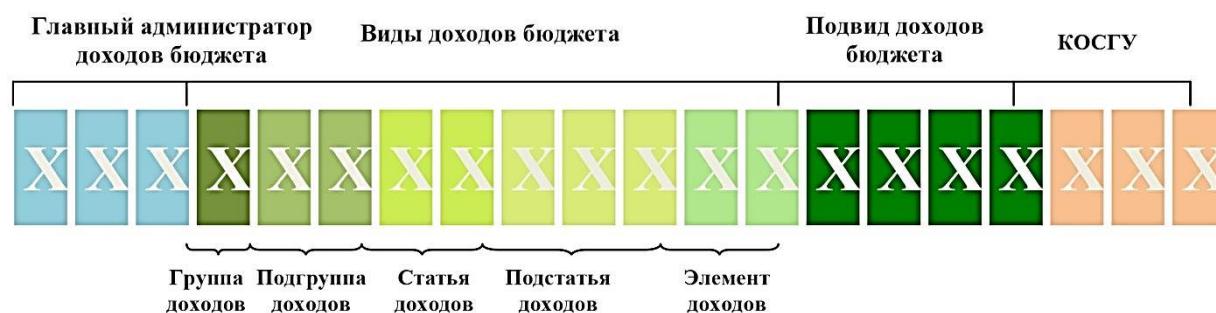 Главный администратор
доходов бюджета
Виды доходов бюджета
Подвид доходов
бюджета
КОСГУ
X X X X X X X X X X X X X X X X X X X X
Группа
доходов
Подгруппа
доходов
Статья
доходов
Подстатья
доходов
Элемент
доходов